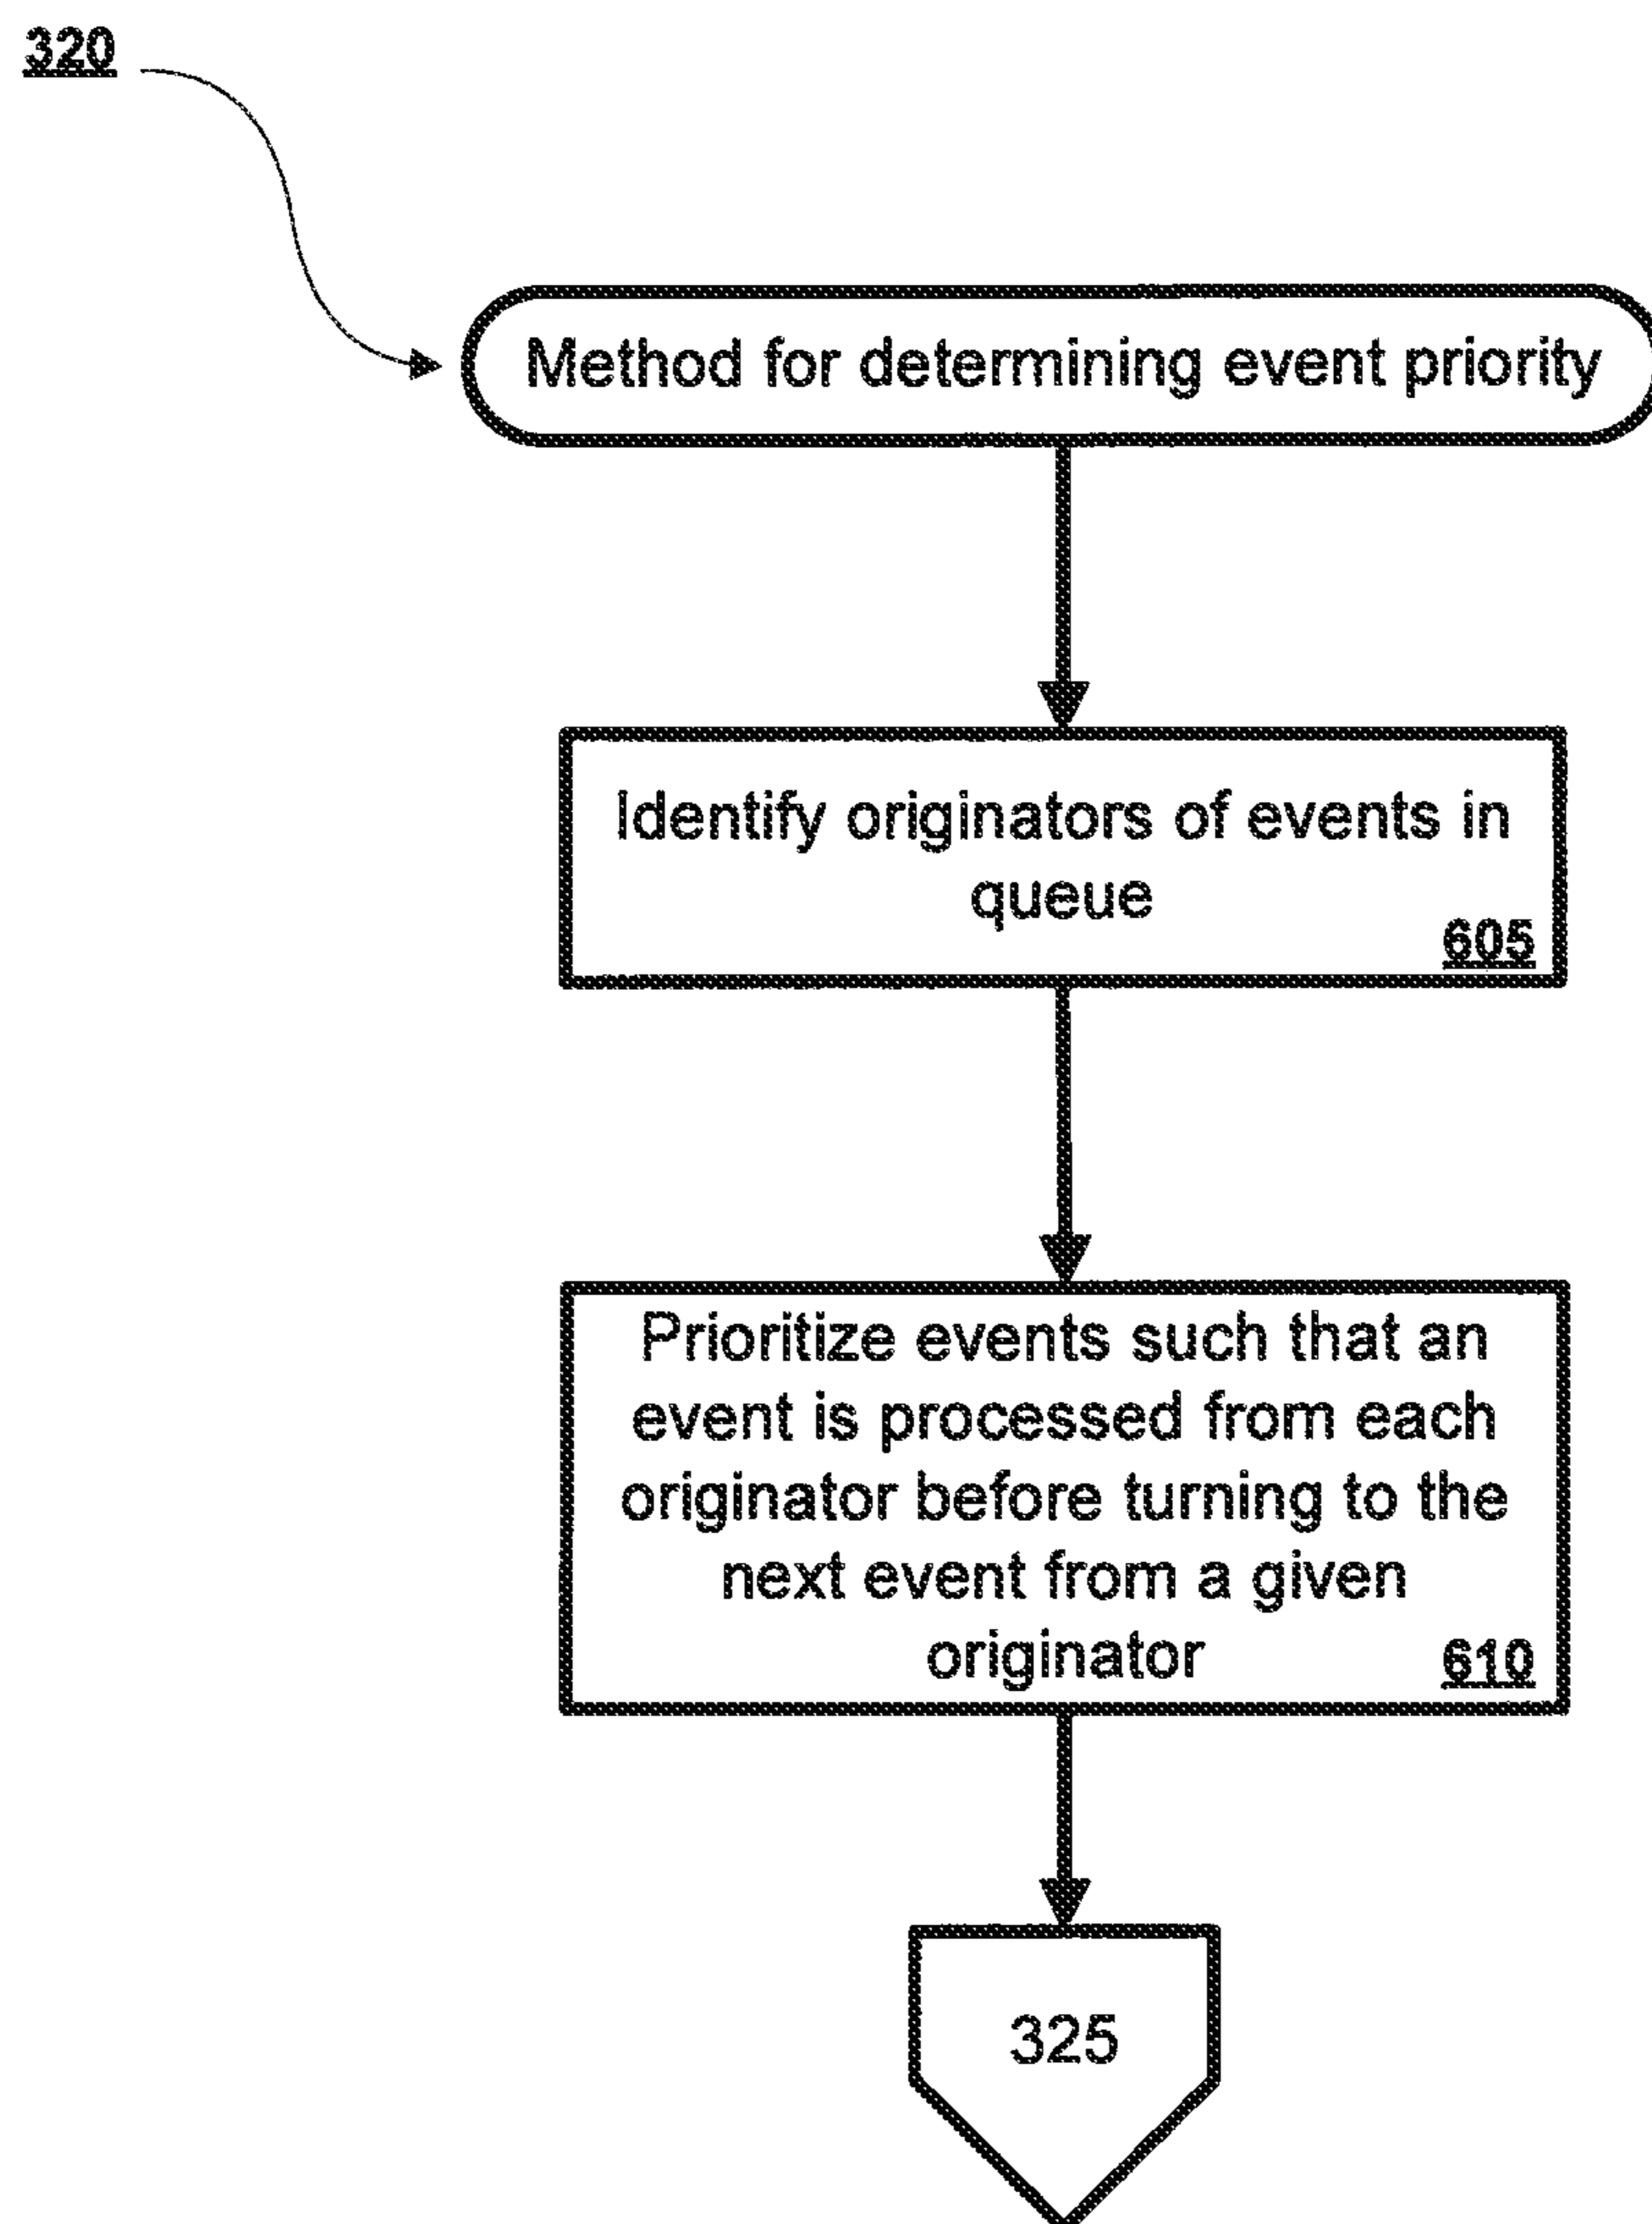 320
Method for determining event priority
Identify originators of events in
queue
605
Prioritize events such that an
event is processed from each
originator before turning to the
next event from a given
originator
610
325